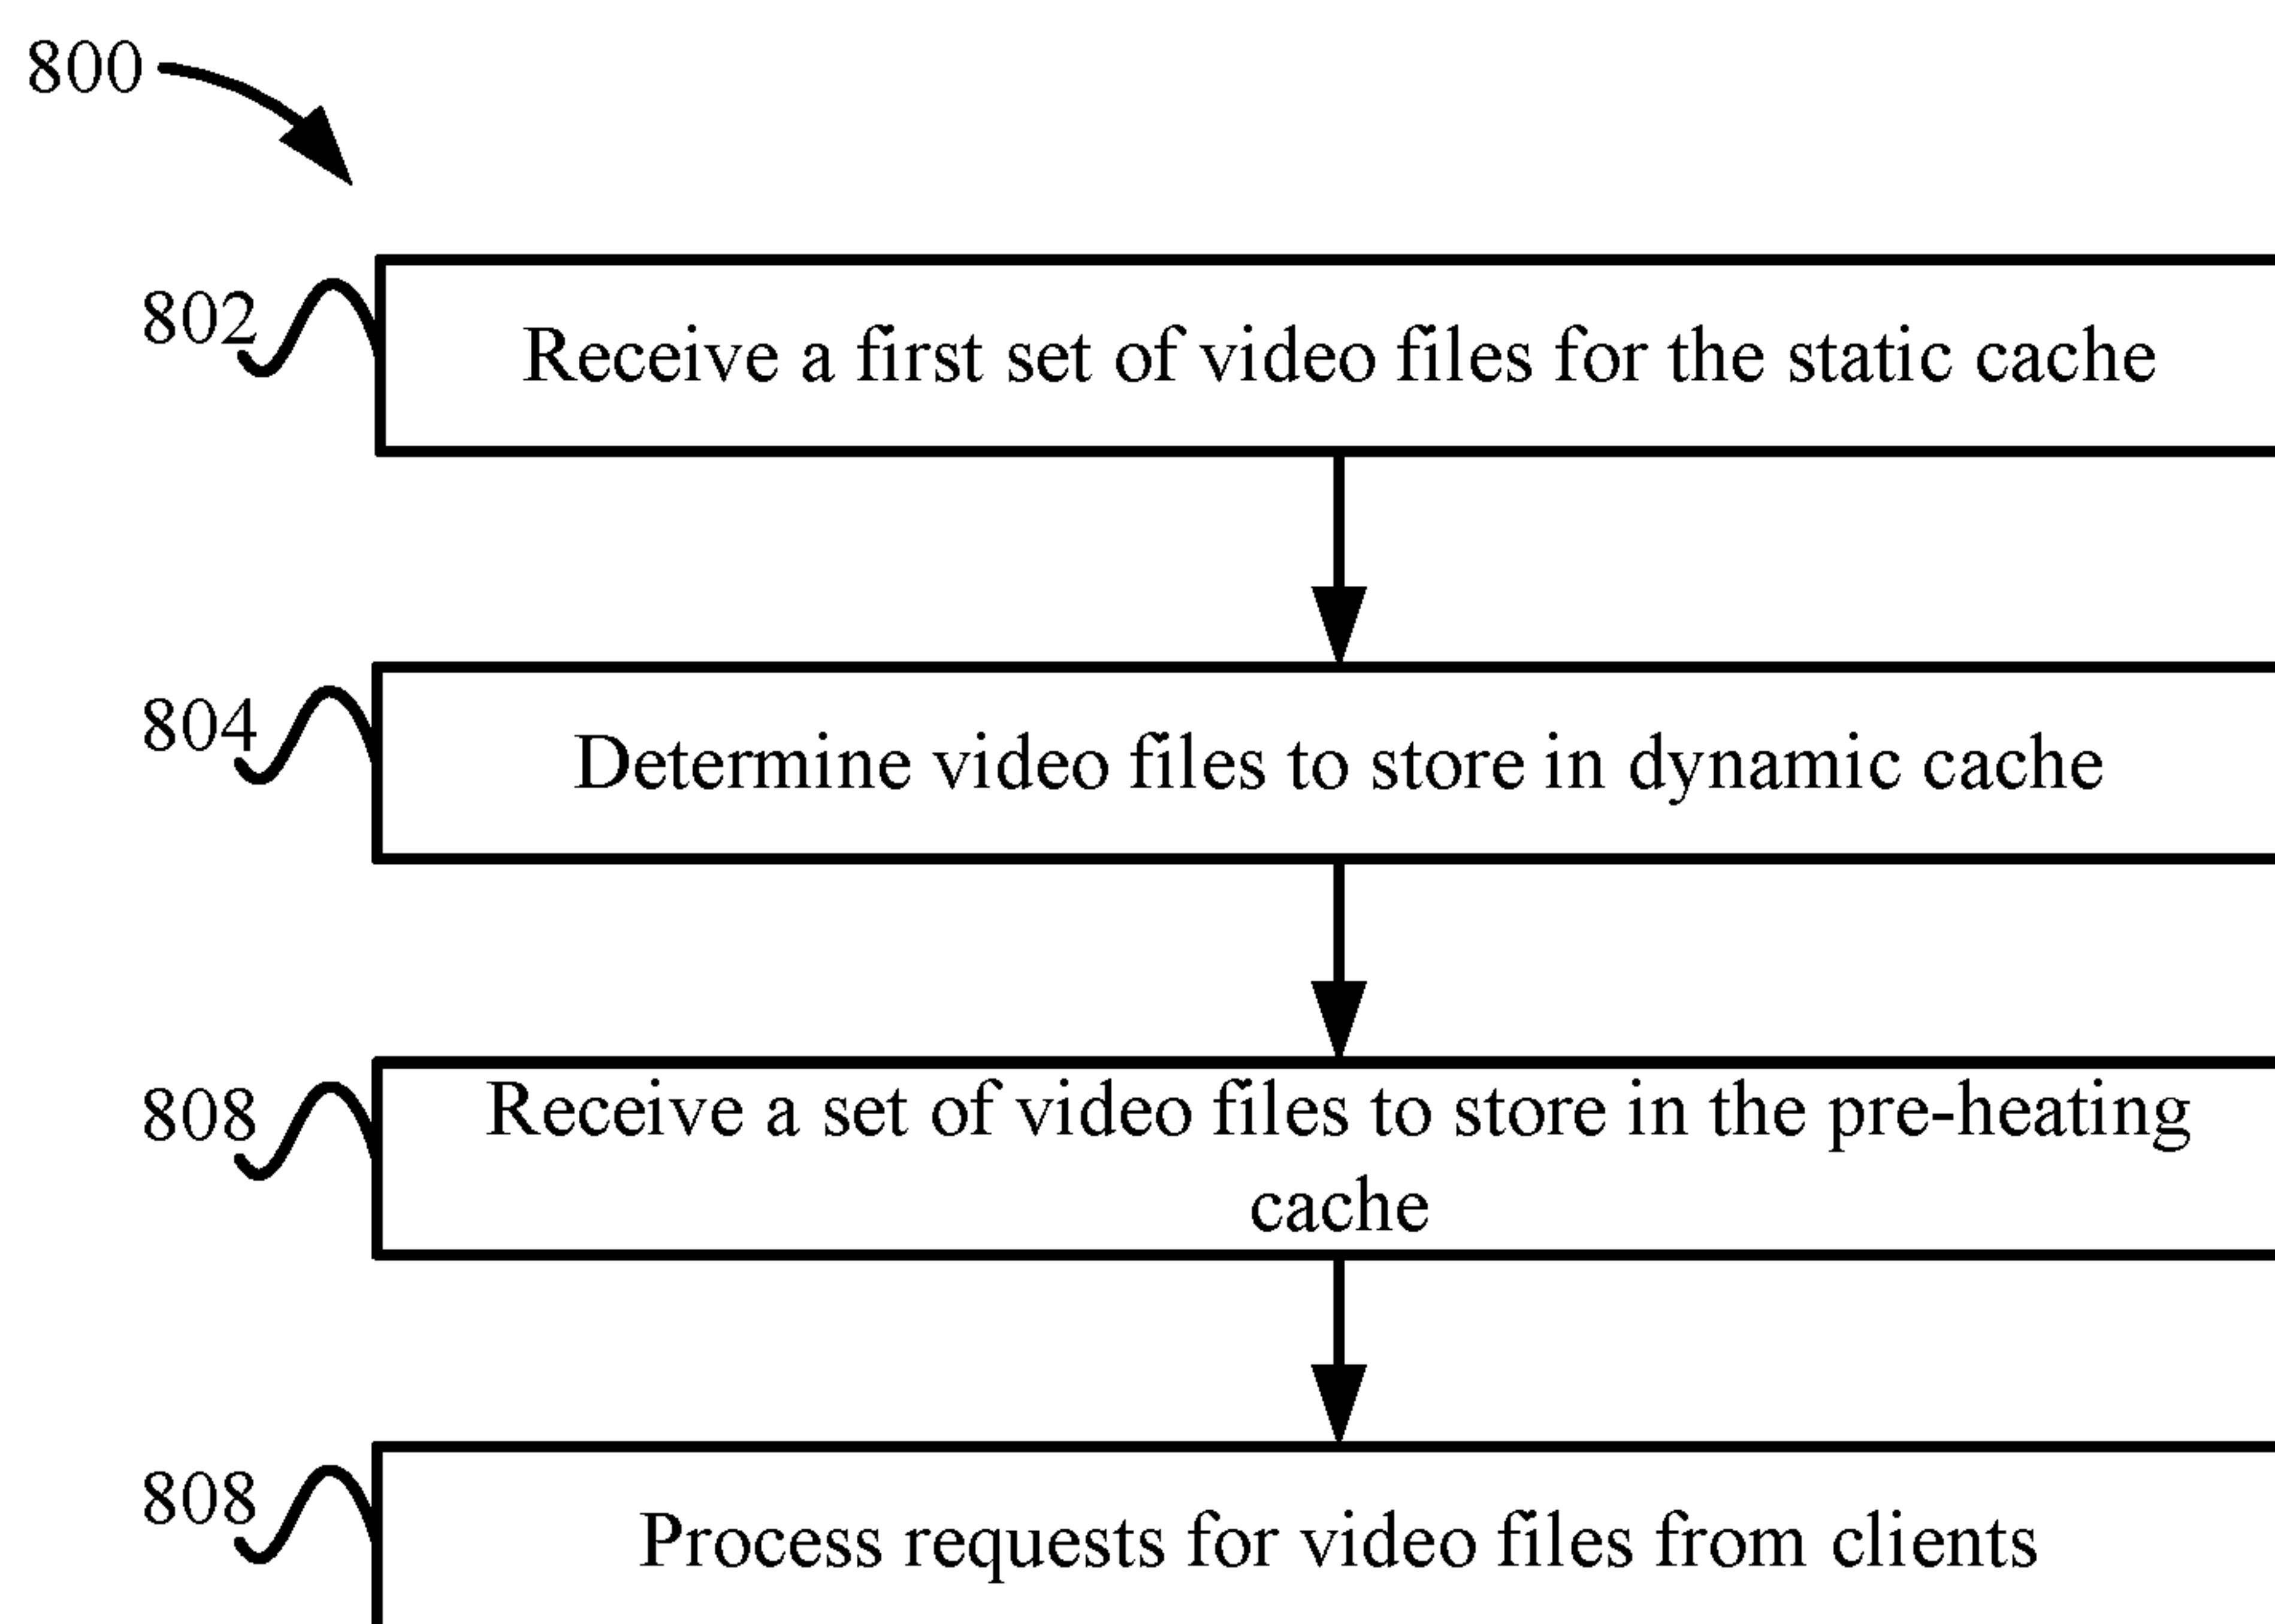 800
802
Receive a first set of video files for the static cache
804
Determine video files to store in dynamic cache
808
Receive a set of video files to store in the pre-heating
cache
808
Process requests for video files from clients